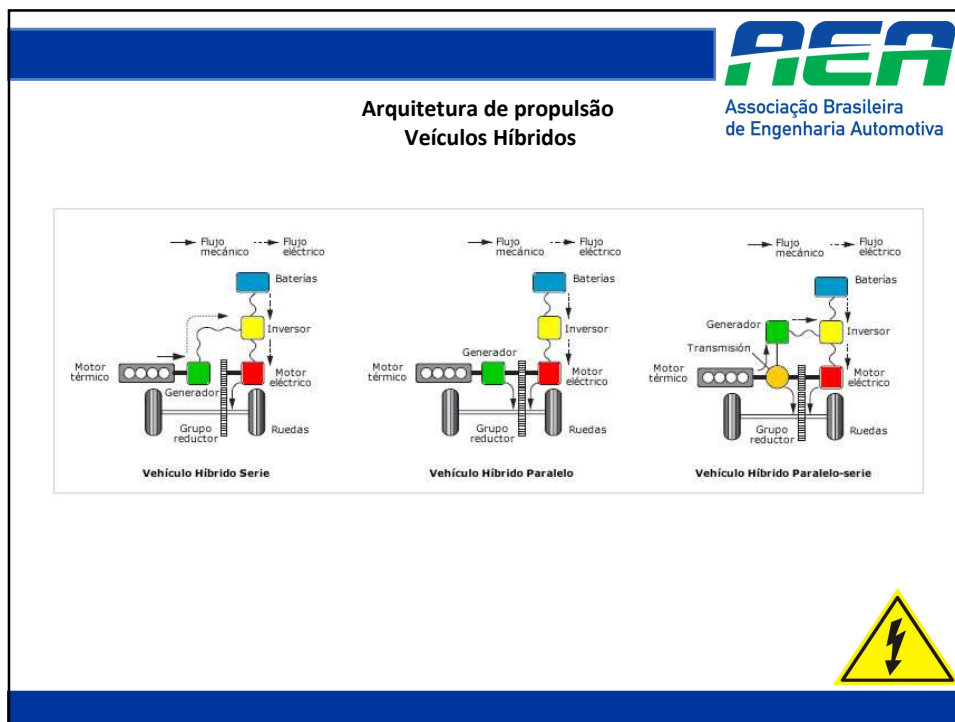 AEA
Associação Brasileira
de Engenharia Automotiva
Arquitetura de propulsão
Veículos Híbridos
Flujo
mecánico
Flujo
eléctrico
Baterías
Inversor
Motor
térmico
Generador
Motor
eléctrico
Grupo
reductor
Ruedas
Vehículo Híbrido Serie
Flujo
mecánico
Flujo
eléctrico
Baterías
Inversor
Generador
Motor
térmico
Motor
eléctrico
Grupo
reductor
Ruedas
Vehículo Híbrido Paralelo
Flujo
mecánico
Flujo
eléctrico
Baterías
Generador
Inversor
Transmisión
Motor
térmico
Motor
eléctrico
Grupo
reductor
Ruedas
Vehículo Híbrido Paralelo-serie